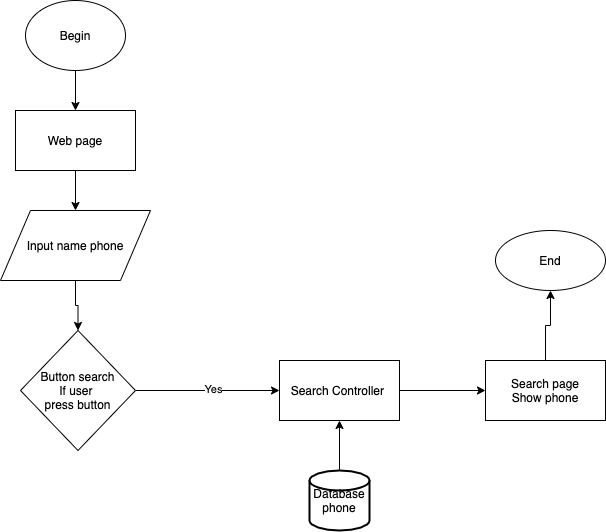 Begin
Web page
Input name phone
Button search
If user
press button
Yes
Search Controller
Database
phone
Search page
Show phone
End